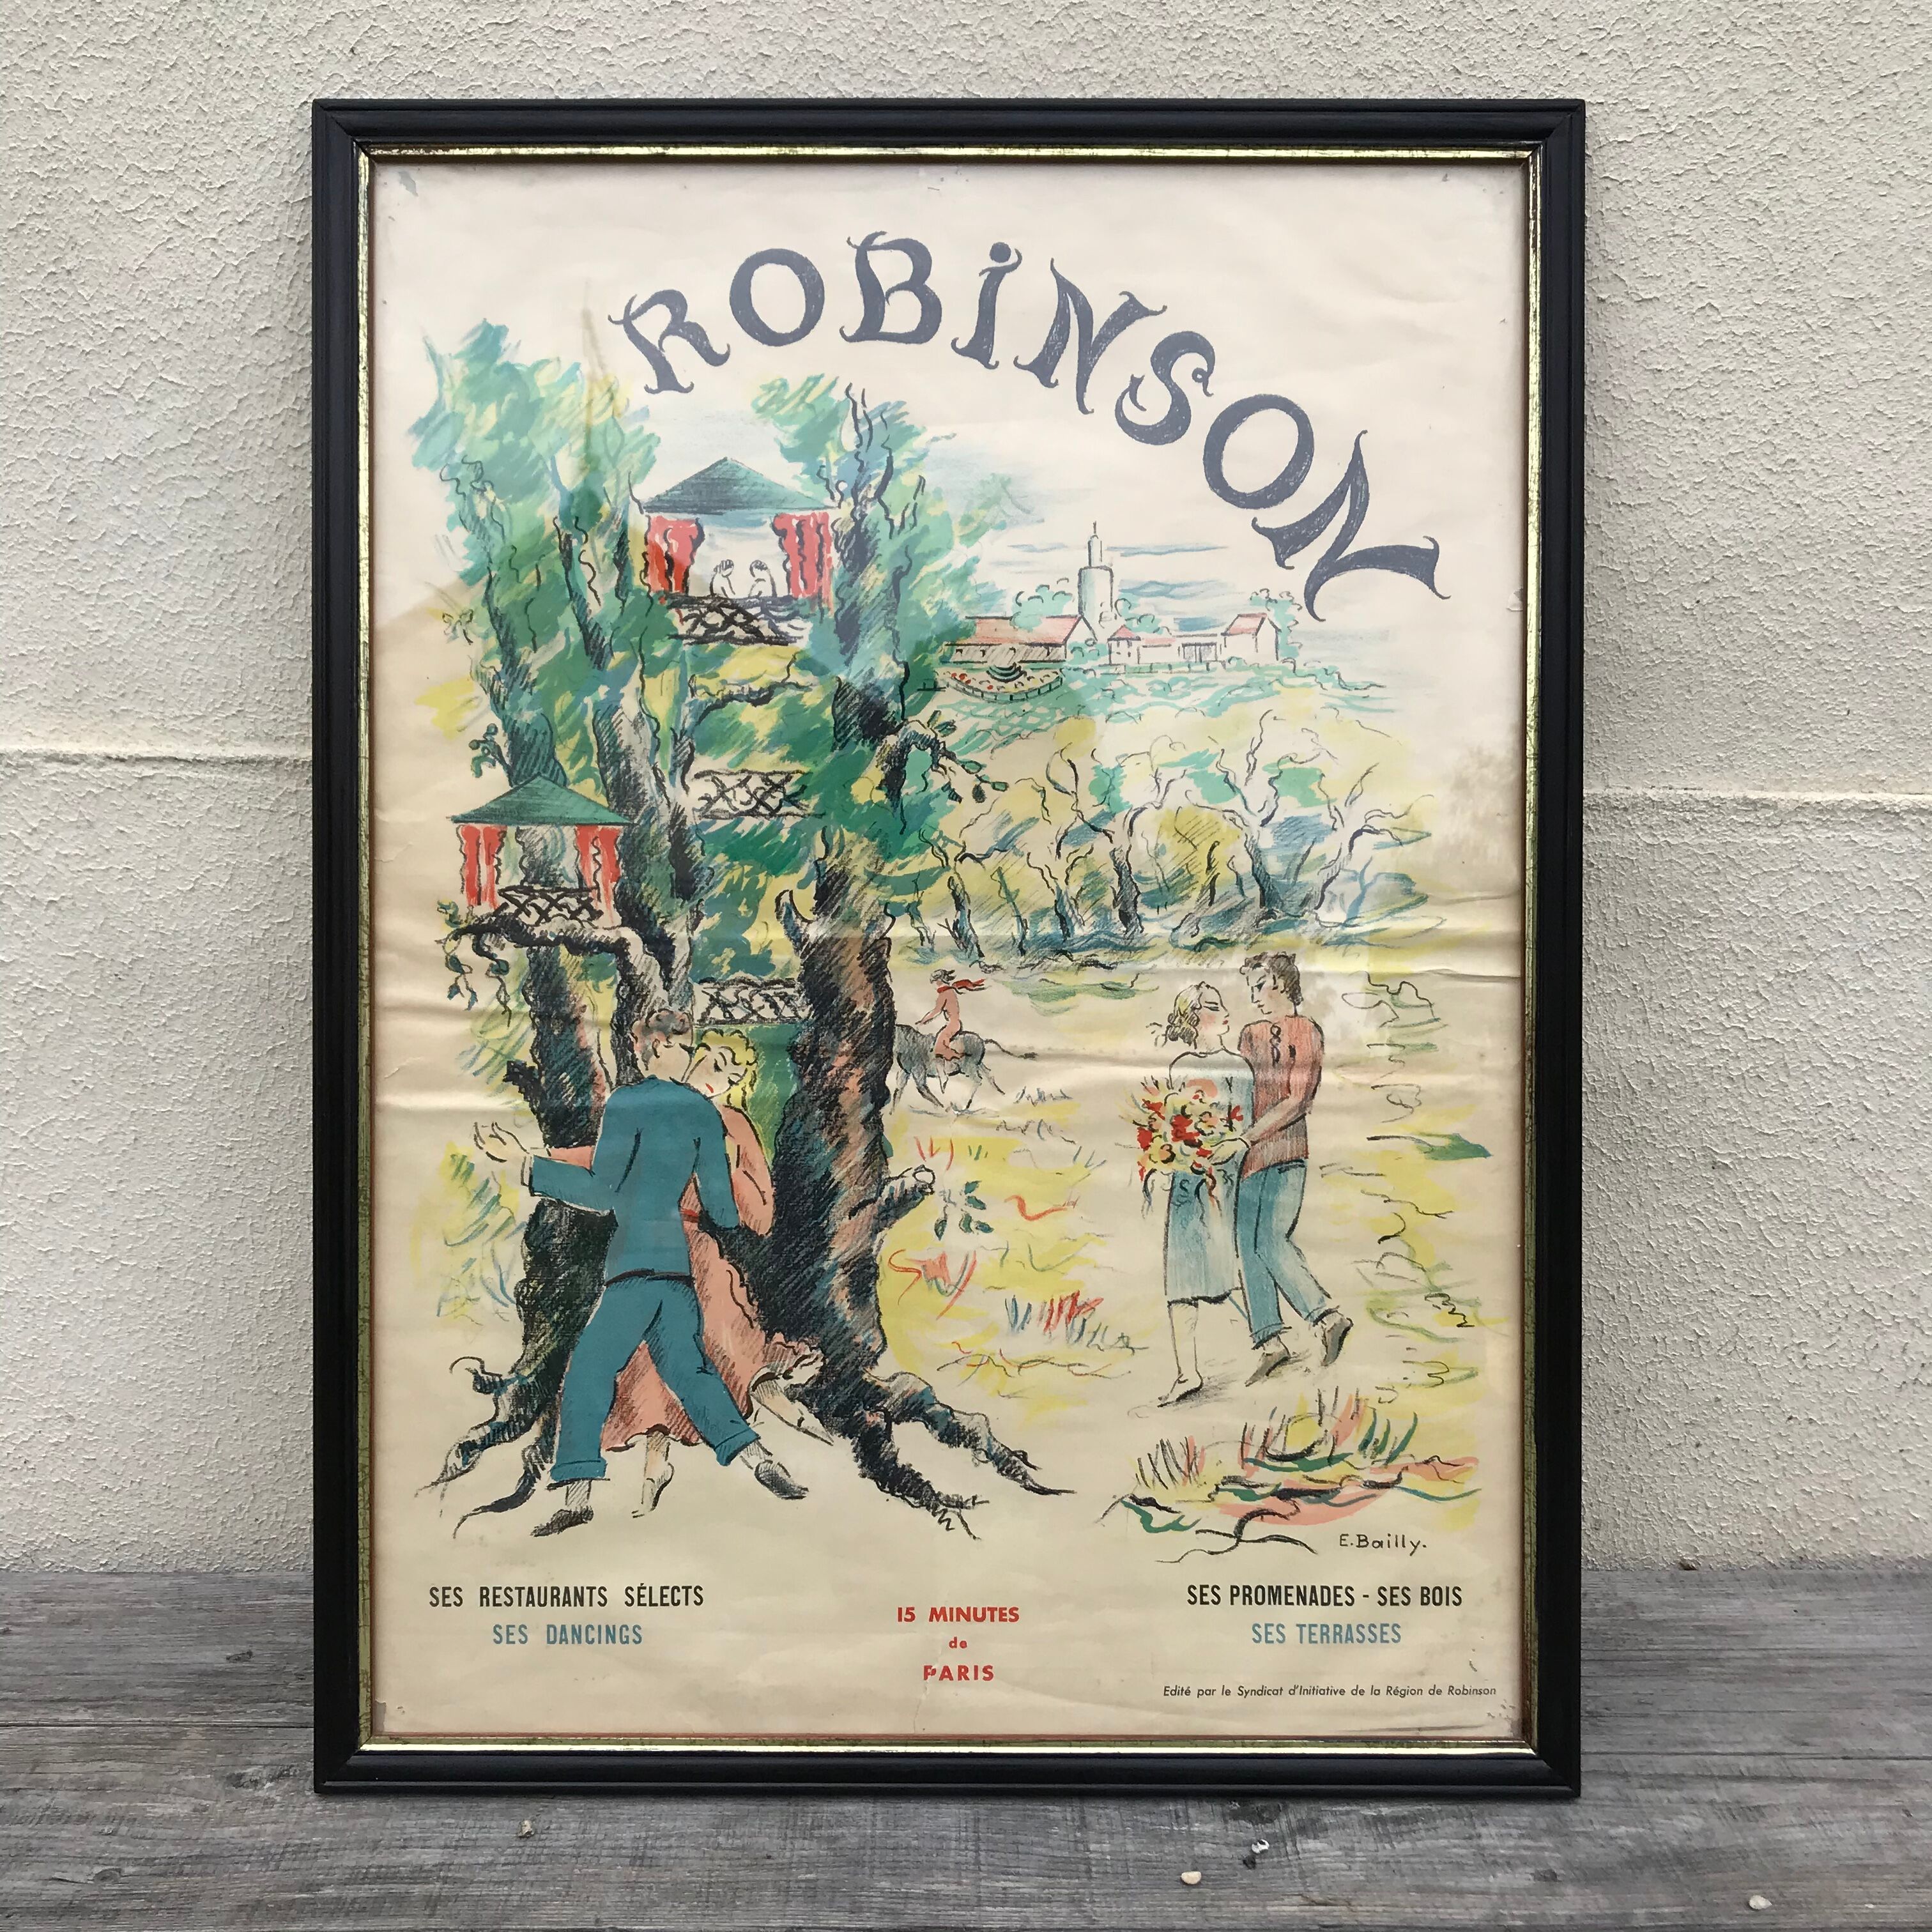 ROBiNSON
E. Bailly.
SES RESTAURANTS SÉLECTS
SES DANCINGS
15 MINUTES
de
PARIS
SES PROMENADES - SES BOIS
SES TERRASSES
Edité par le Syndicat d'Initiative de la Région de Robinson